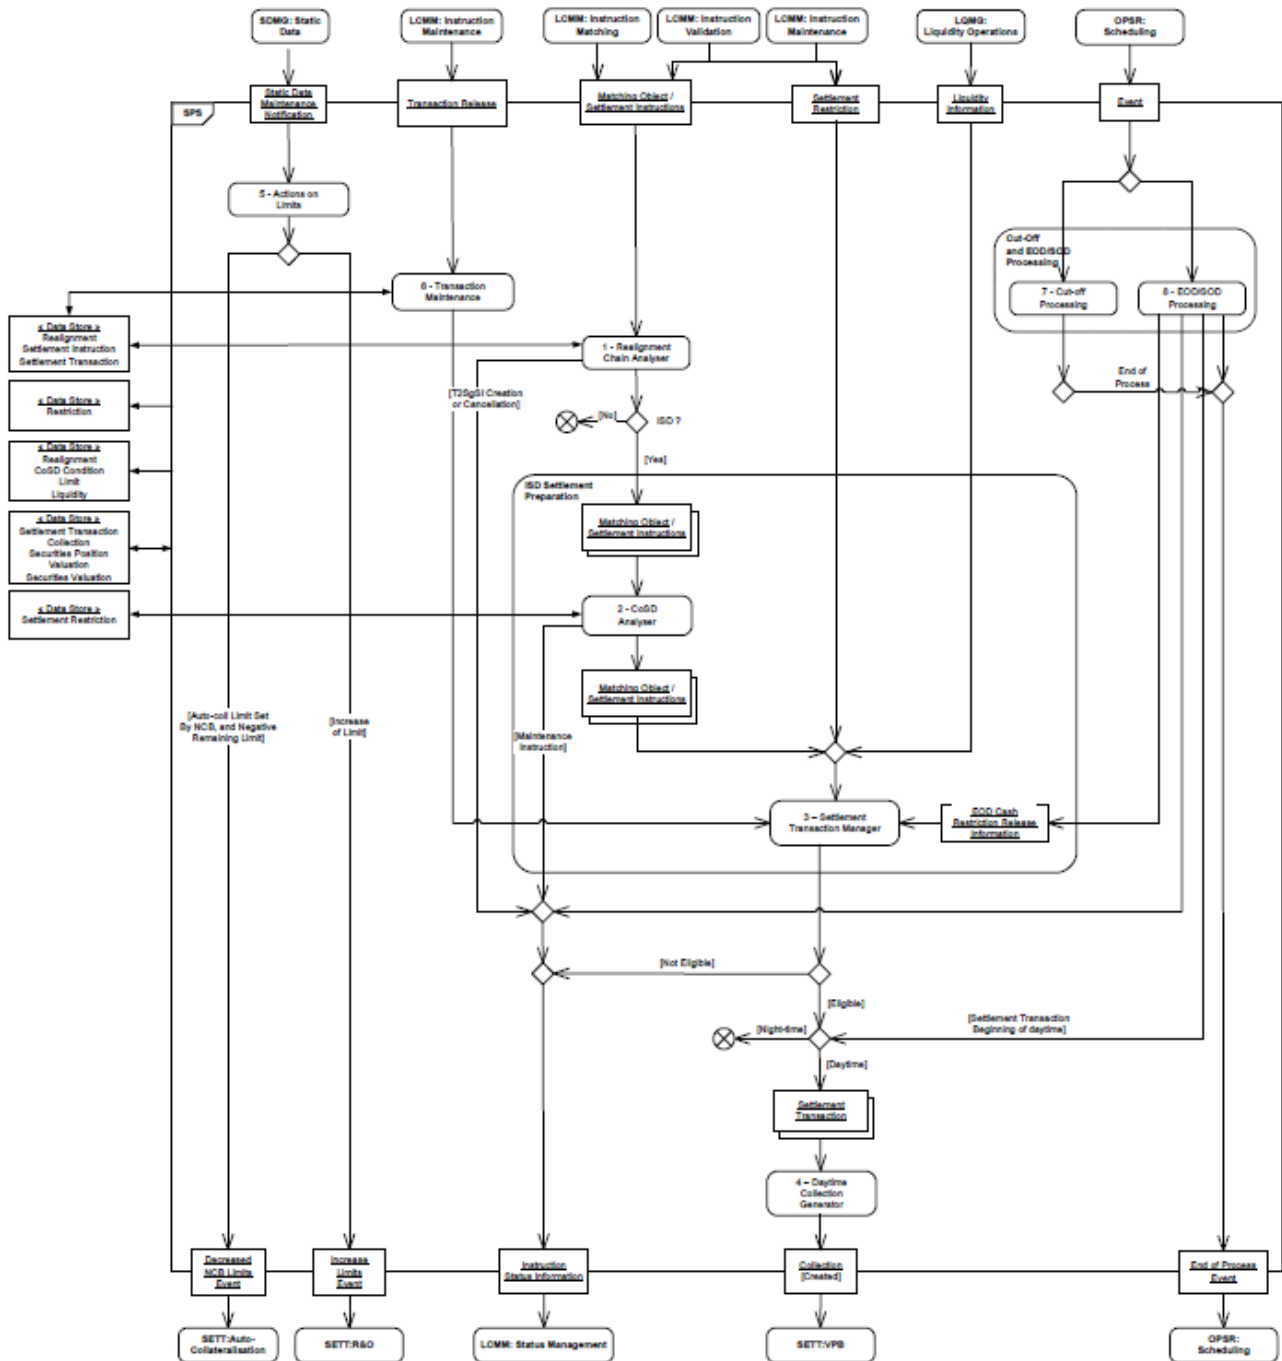 SDMG: Static
Data
LCMM: Instruction
Maintenance
LCMM: Instruction
Matching
LCMM: Instruction
Validation
LCMM: Instruction
Maintenance
LQMG:
Liquidity Operations
OPSR:
Scheduling
Static Data
Maintenance
Notification
Transaction Release
Matching Object /
Settlement Instructions
Settlement
Restriction
Liquidity
Information
Event
SPS
5 - Actions on
Limits
Cut-Off
and EOD/SOD
Processing
6 - Transaction
Maintenance
7 - Cut-off
Processing
8 - EOD/SOD
Processing
« Data Store »
Realignment
Settlement Instruction
Settlement Transaction
1 - Realignment
Chain Analyser
End of
Process
« Data Store »
Restriction
[T2SgSI Creation
or Cancellation]
[No]
ISD ?
[Yes]
« Data Store »
Realignment
CoSD Condition
Limit
Liquidity
ISD Settlement
Preparation
« Data Store »
Settlement Transaction
Collection
Securities Position
Valuation
Securities Valuation
Matching Object /
Settlement Instructions
« Data Store »
Settlement Restriction
2 - CoSD
Analyser
Matching Object /
Settlement Instructions
[Auto-coll Limit Set
By NCB, and Negative
Remaining Limit]
[Increase
of Limit]
[Maintenance
Instruction]
3 – Settlement
Transaction Manager
EOD Cash
Restriction Release
Information
[Not Eligible]
[Eligible]
[Night-time]
[Settlement Transaction
Beginning of daytime]
[Daytime]
Settlement
Transaction
4 – Daytime
Collection
Generator
Decreased
NCB Limits
Event
Increase
Limits
Event
Instruction
Status Information
Collection
[Created]
End of Process
Event
SETT:Auto-
Collateralisation
SETT:R&O
LCMM: Status Management
SETT:VPB
OPSR:
Scheduling